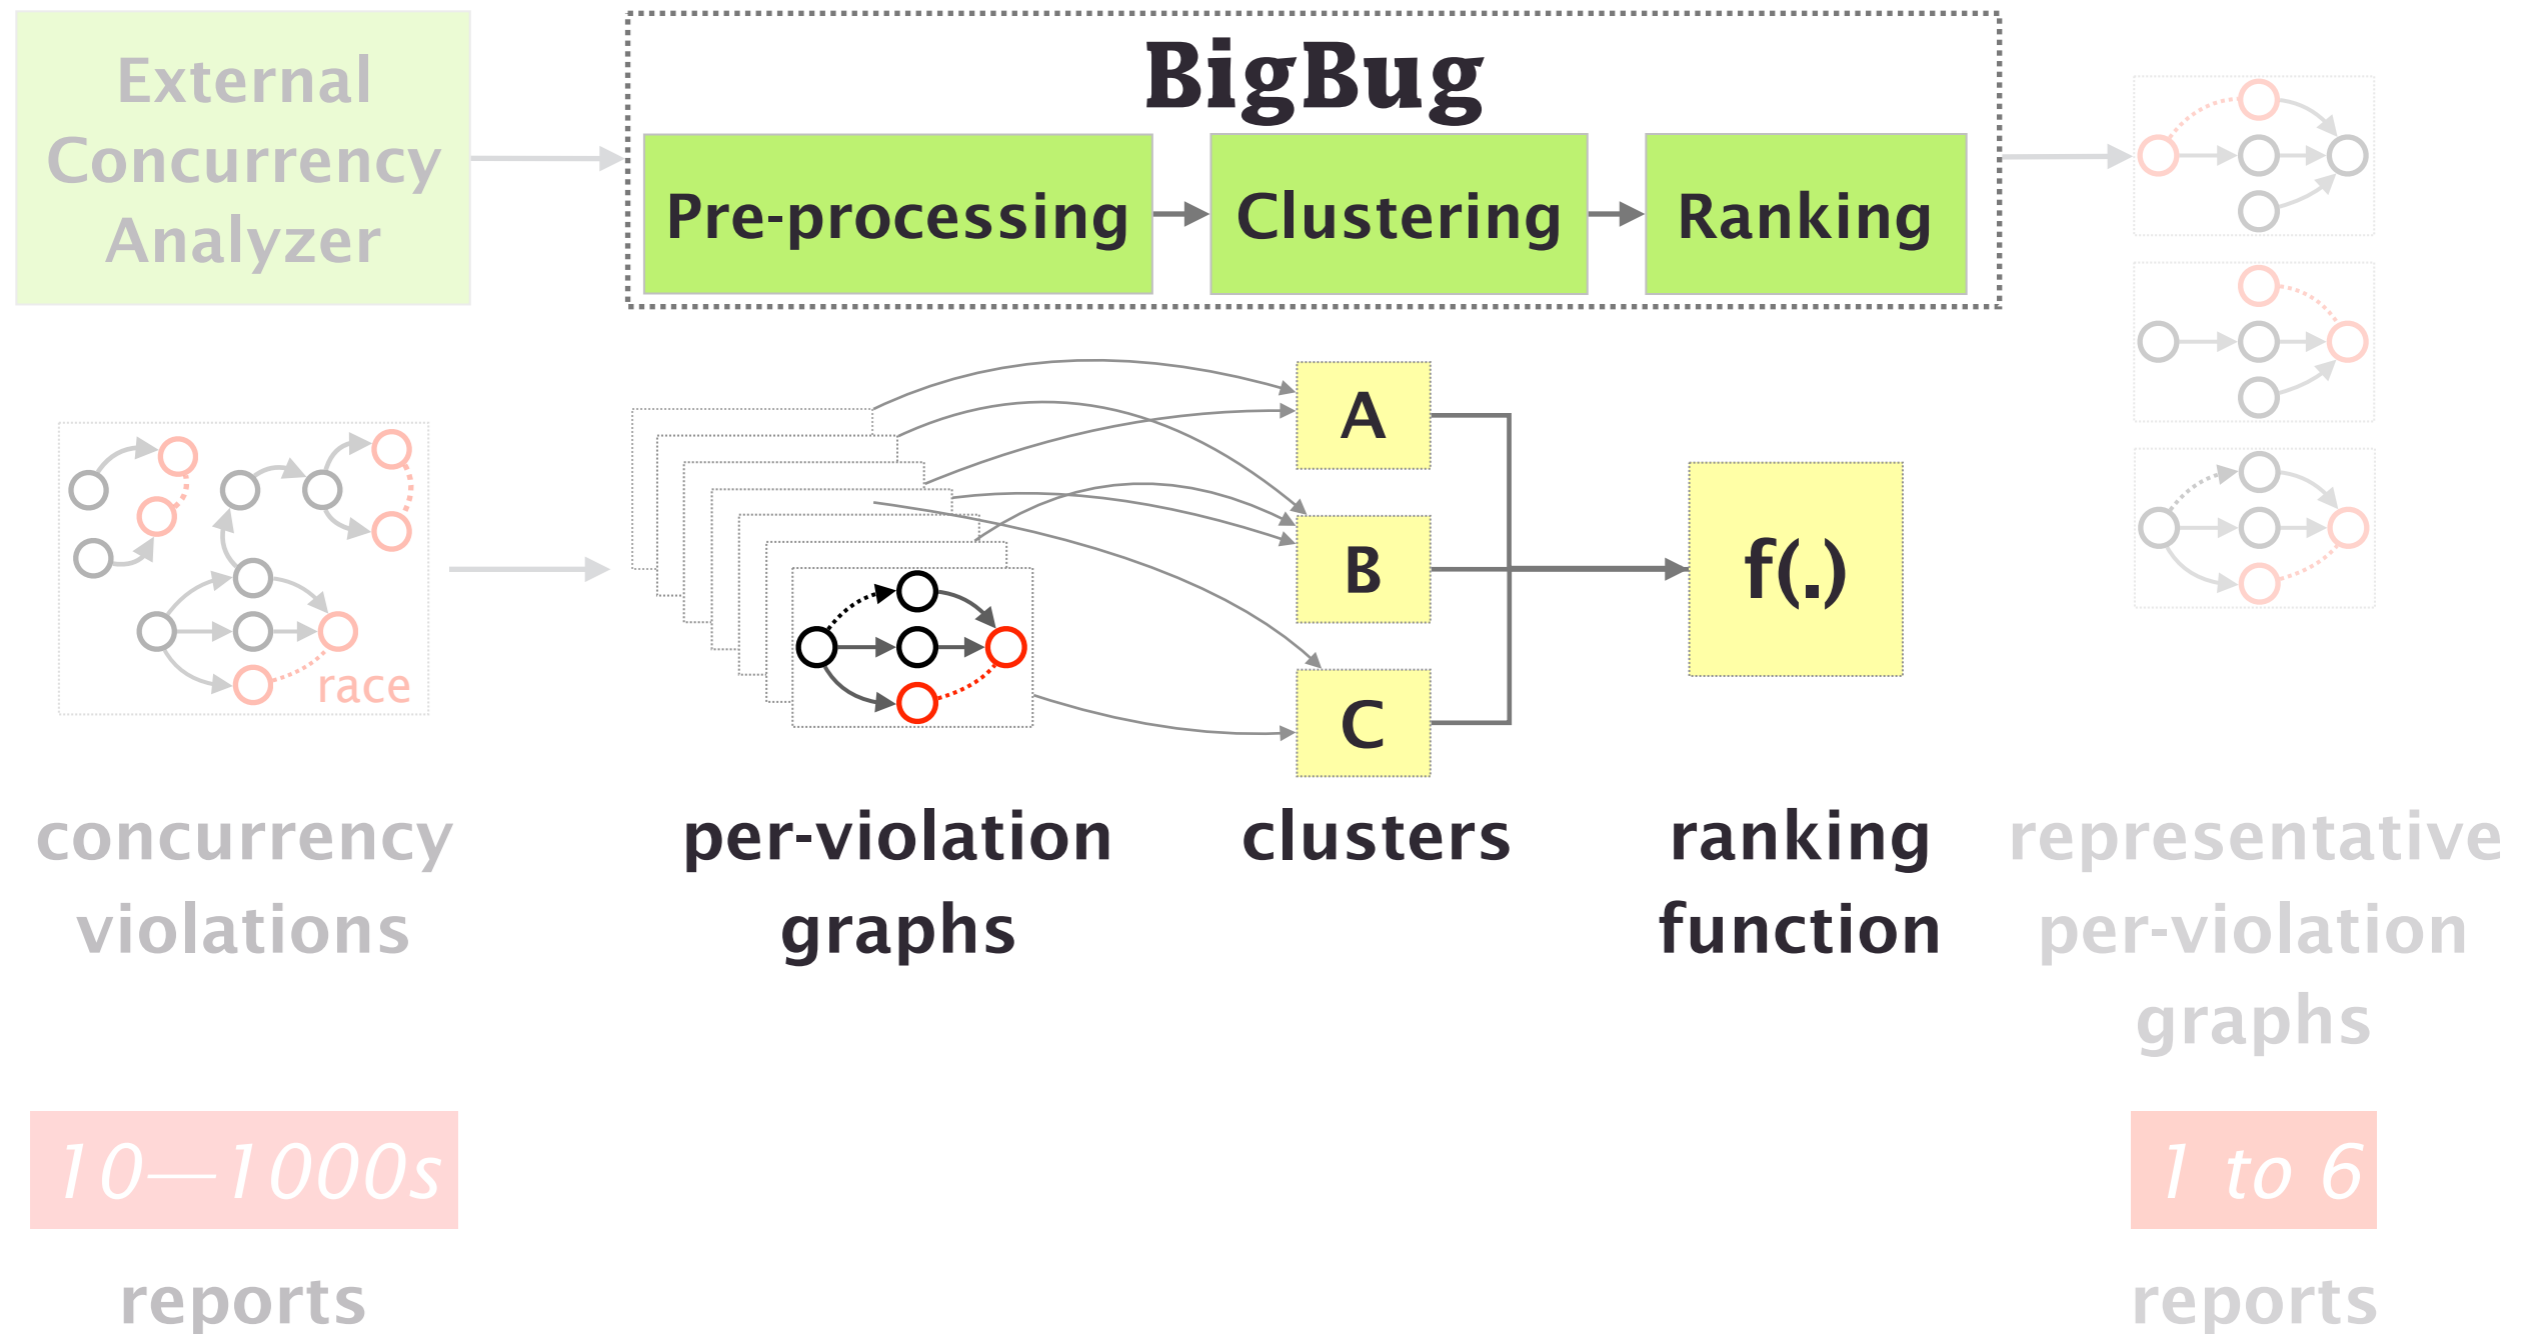 External
Concurrency
Analyzer
BigBug
Pre-processing
Clustering
Ranking
race
A
B
C
f(.)
concurrency
violations
per-violation
graphs
clusters
ranking
function
representative
per-violation
graphs
10—1000s
reports
1 to 6
reports